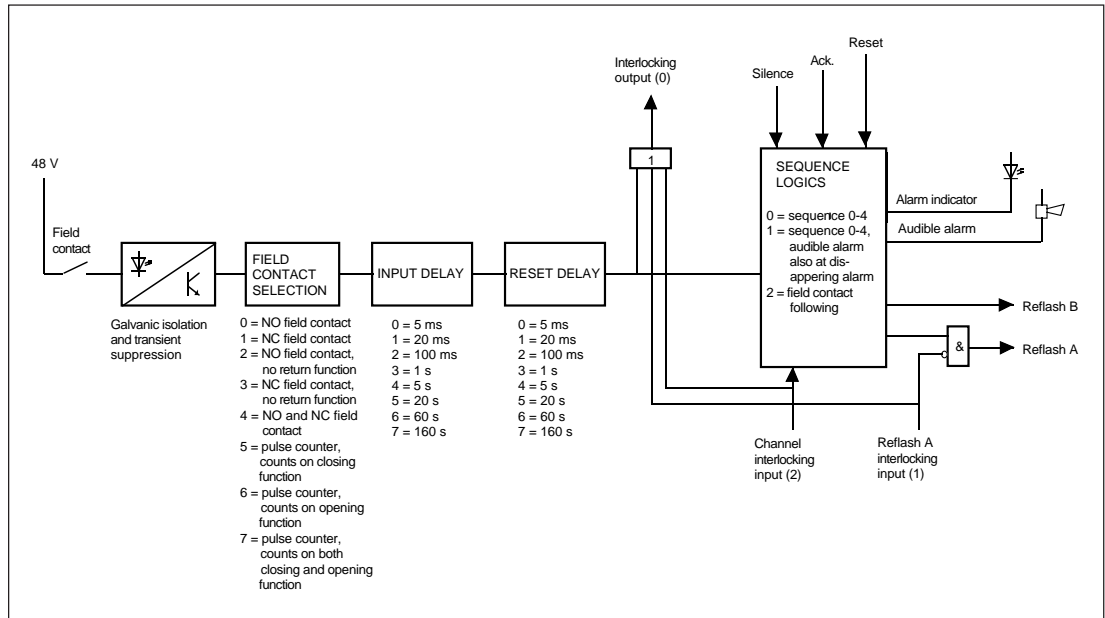 Reset
Ack.
Silence
Interlocking
output (0)
1
48 V
Field
contact
Galvanic isolation
and transient
suppression
FIELD
CONTACT
SELECTION
0 = NO field contact
1 = NC field contact
2 = NO field contact,
no return function
3 = NC field contact,
no return function
4 = NO and NC field
contact
5 = pulse counter,
counts on closing
function
6 = pulse counter,
counts on opening
function
7 = pulse counter,
counts on both
closing and opening
function
INPUT DELAY
0 = 5 ms
1 = 20 ms
2 = 100 ms
3 = 1 s
4 = 5 s
5 = 20 s
6 = 60 s
7 = 160 s
RESET DELAY
0 = 5 ms
1 = 20 ms
2 = 100 ms
3 = 1 s
4 = 5 s
5 = 20 s
6 = 60 s
7 = 160 s
SEQUENCE
LOGICS
0 = sequence 0-4
1 = sequence 0-4,
audible alarm
also at dis-
appering alarm
2 = field contact
following
Alarm indicator
Audible alarm
Reflash B
&
Reflash A
Channel
interlocking
input (2)
Reflash A
interlocking
input (1)